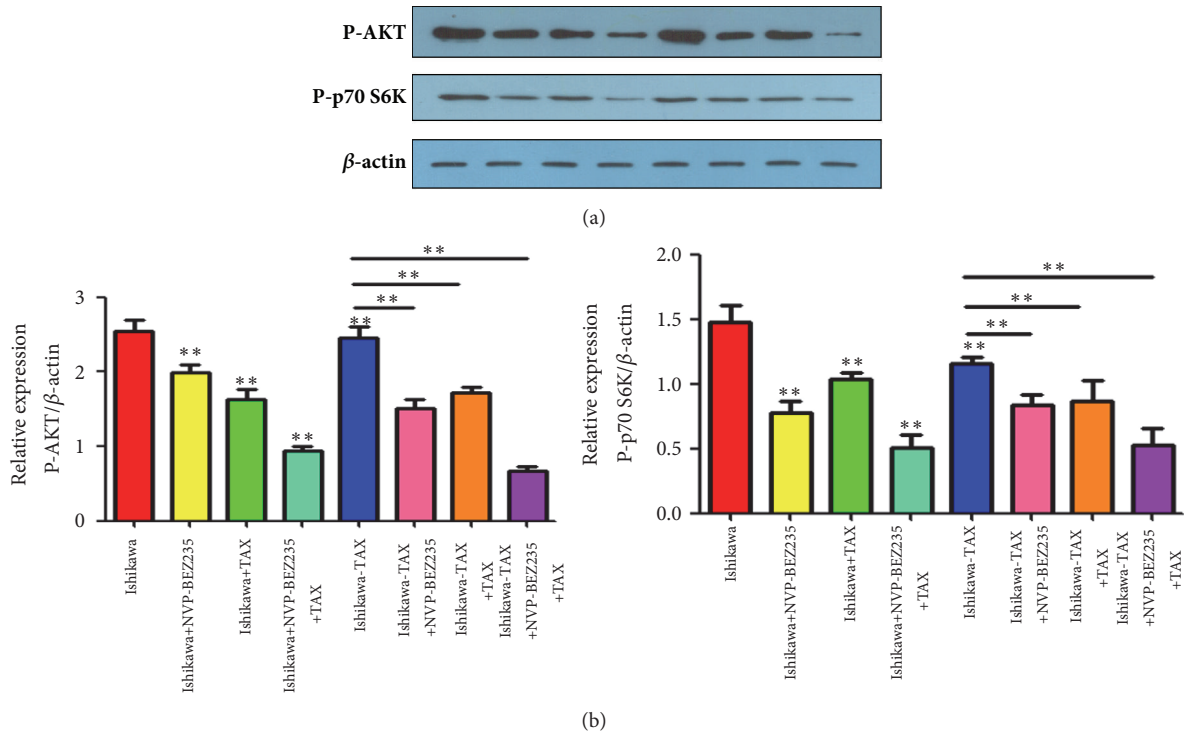 P-AKT
P-p70 S6K
β-actin
(a)
Relative expression
P-AKT/β-actin
3
2
1
0
**
**
**
**
**
**
**
Ishikawa
Ishikawa+NVP-BEZ235
Ishikawa+TAX
Ishikawa+NVP-BEZ235
+TAX
Ishikawa-TAX
Ishikawa-TAX
+NVP-BEZ235
Ishikawa-TAX
+TAX
Ishikawa-TAX
+NVP-BEZ235
+TAX
Relative expression
P-p70 S6K/β-actin
2.0
1.5
1.0
0.5
0.0
**
**
**
**
**
**
**
Ishikawa
Ishikawa+NVP-BEZ235
Ishikawa+TAX
Ishikawa+NVP-BEZ235
+TAX
Ishikawa-TAX
Ishikawa-TAX
+NVP-BEZ235
Ishikawa-TAX
+TAX
Ishikawa-TAX
+NVP-BEZ235
+TAX
(b)